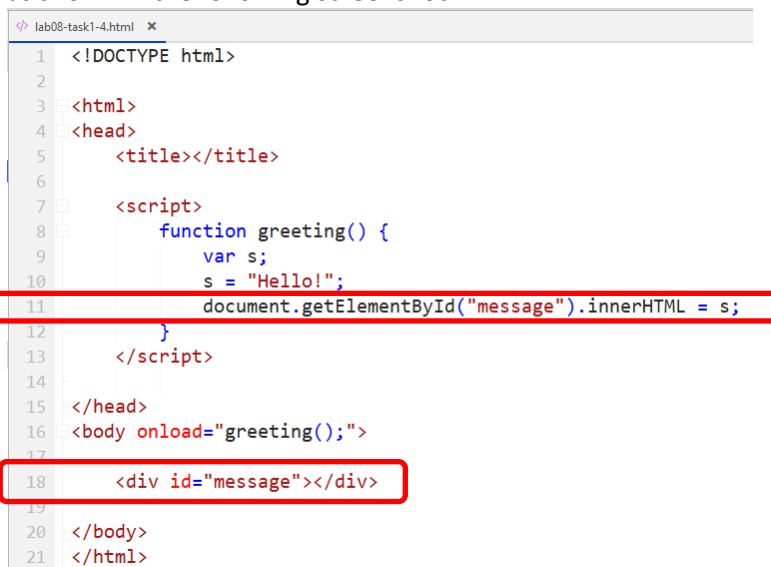 lab08-task1-4.html ×
1 <!DOCTYPE html>
2
3 <html>
4 <head>
5     <title></title>
6
7     <script>
8         function greeting() {
9             var s;
10             s = "Hello!";
11             document.getElementById("message").innerHTML = s;
12         }
13     </script>
14
15 </head>
16 <body onload="greeting();">
17
18     <div id="message"></div>
19
20 </body>
21 </html>